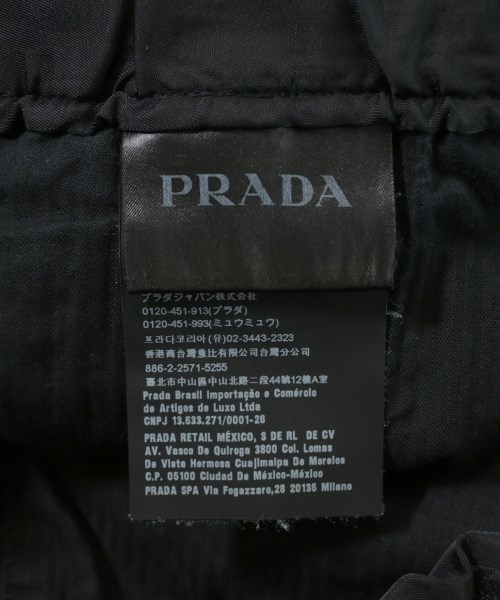 PRADA
プラダジャパン株式会社
0120-451-913(プラダ)
0120-451-993(ミュウミュウ)
프라다코리아(유)02-3443-2323
香港商台灣普比有限公司台灣分公司
886-2-2571-5255
臺北市中山區中山北路二段44號12樓A室
Prada Brasil Importação e Comércio
de Artigos de Luxo Ltda
CNPJ 13.633.271/0001-26
PRADA RETAIL MÉXICO, S DE RL DE CV
AV. Vasco De Quiroga 3800 Col. Lomas
De Vista Hermosa Cuajimalpa De Morelos
C.P. 05100 Ciudad De México-México
PRADA SPA Via Fogazzaro,28 20135 Milano